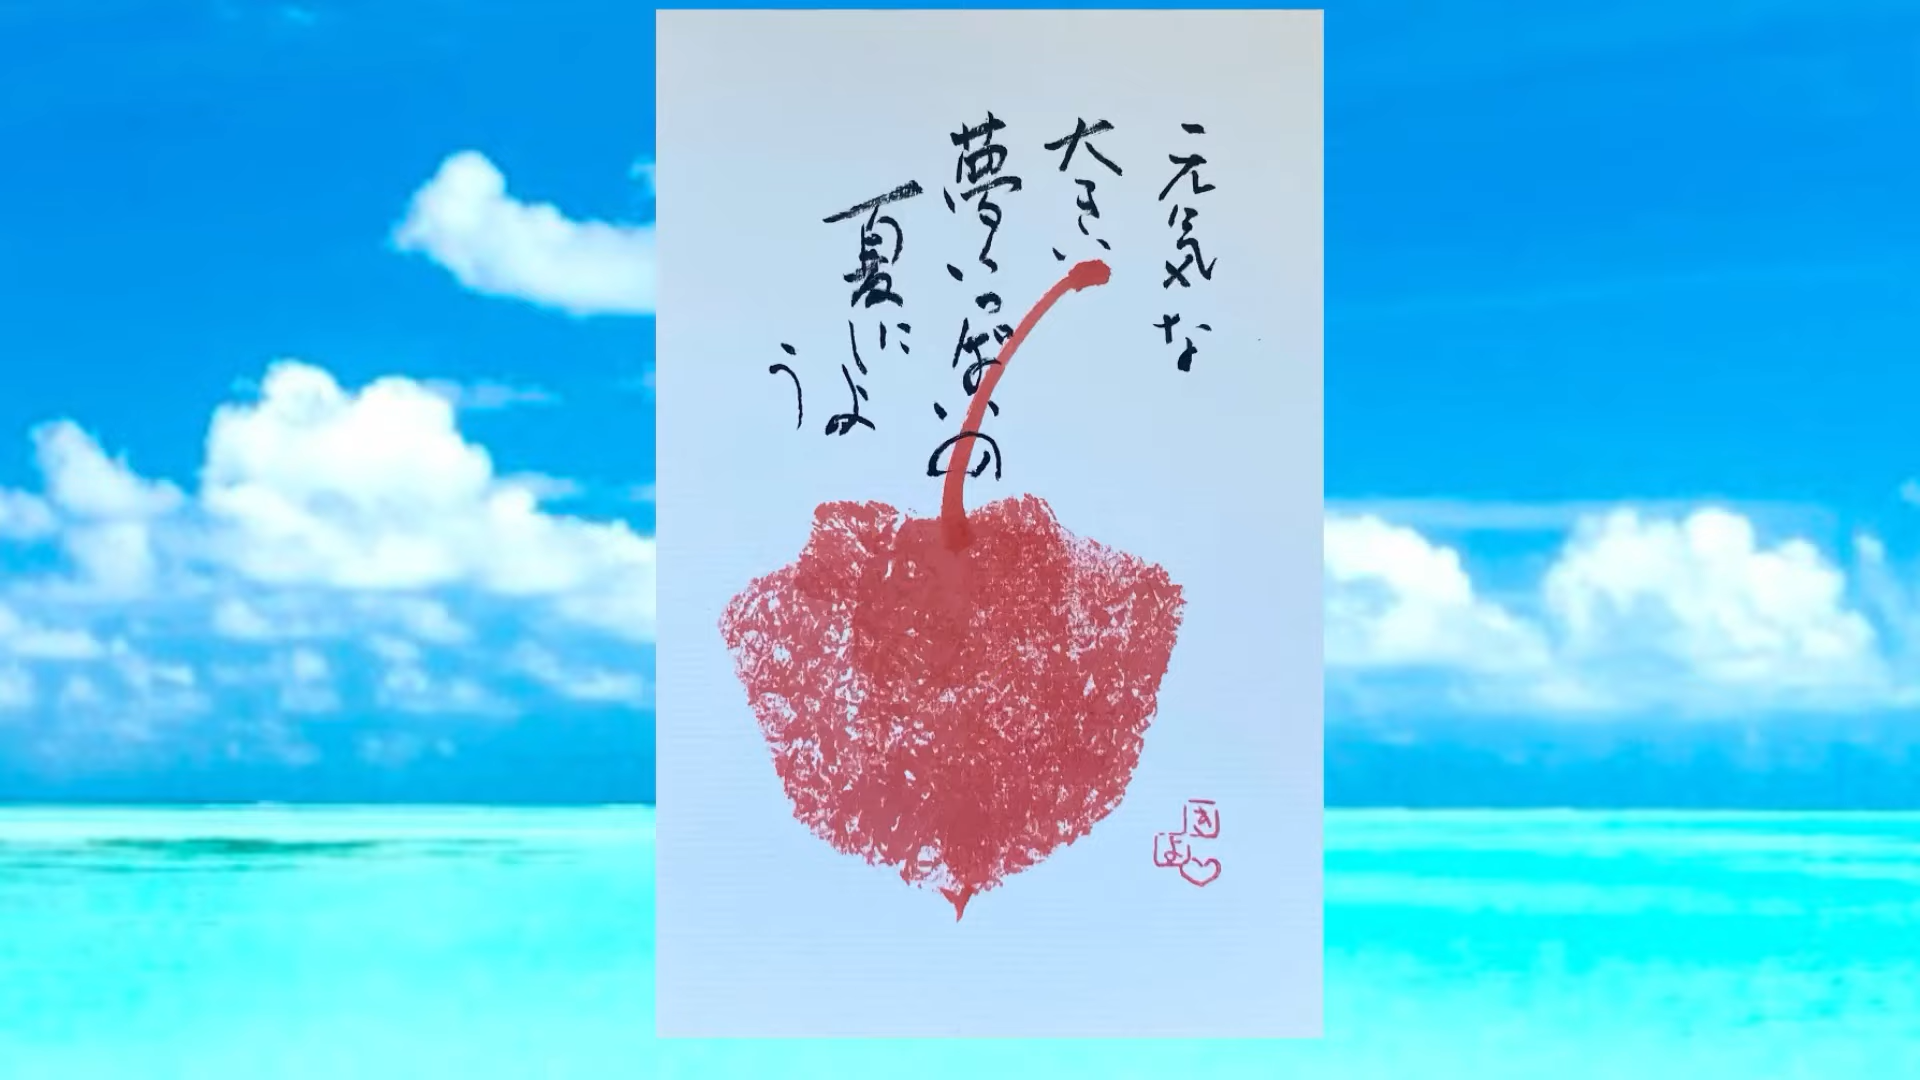 元気な
大きい
夢いっぱいの
夏にしよ
う